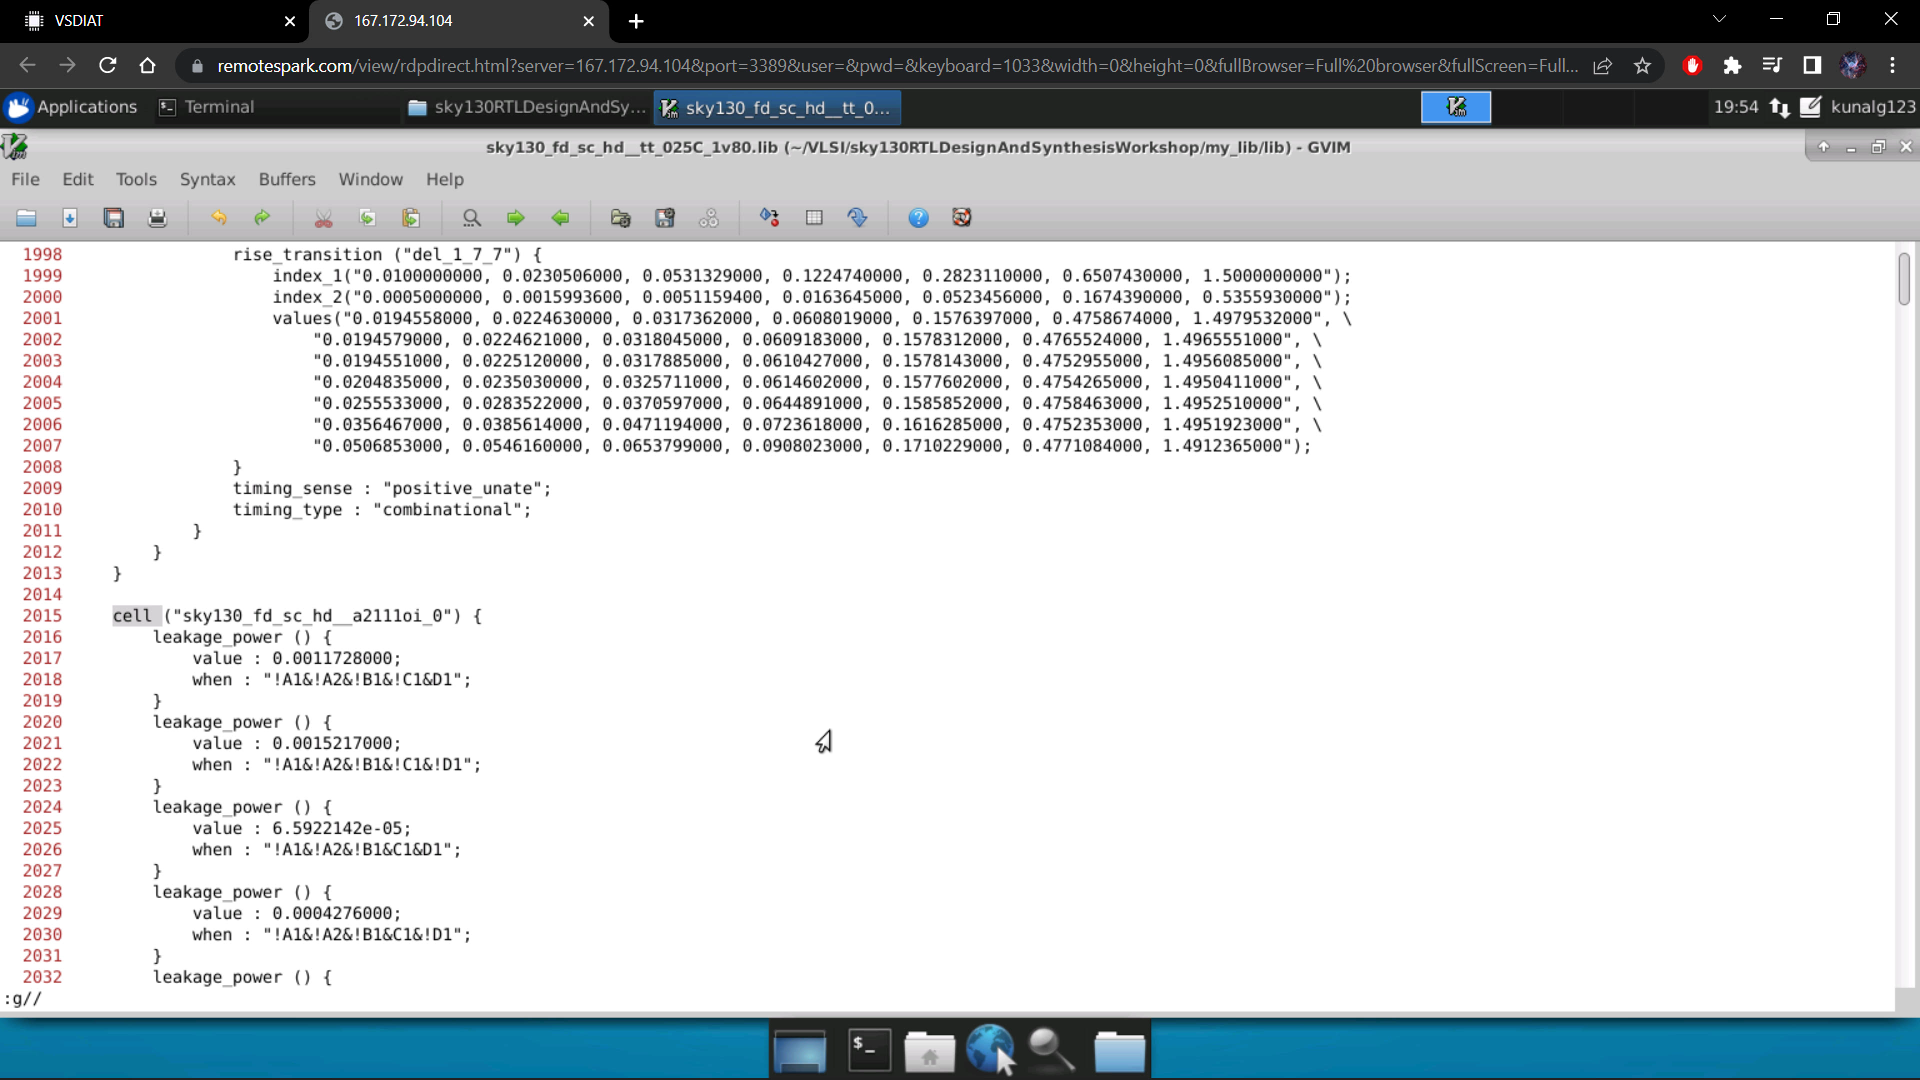 VSDIAT
167.172.94.104
remotespark.com/view/rdpdirect.html?server=167.172.94.104&port=3389&user=&pwd=&keyboard=1033&width=0&height=0&fullBrowser=Full%20browser&fullScreen=Full...
Applications
Terminal
sky130RTLDesignAndSy...
sky130_fd_sc_hd__tt_0...
19:54
kunalg123
sky130_fd_sc_hd__tt_025C_1v80.lib (~/VLSI/sky130RTLDesignAndSynthesisWorkshop/my_lib/lib) - GVIM
File Edit Tools Syntax Buffers Window Help
1998 rise_transition ("del_1_7_7") {
1999 index_1("0.0100000000, 0.0230506000, 0.0531329000, 0.1224740000, 0.2823110000, 0.6507430000, 1.5000000000");
2000 index_2("0.0005000000, 0.0015993600, 0.0051159400, 0.0163645000, 0.0523456000, 0.1674390000, 0.5355930000");
2001 values("0.0194558000, 0.0224630000, 0.0317362000, 0.0608019000, 0.1576397000, 0.4758674000, 1.4979532000", \
2002 "0.0194579000, 0.0224621000, 0.0318045000, 0.0609183000, 0.1578312000, 0.4765524000, 1.4965551000", \
2003 "0.0194551000, 0.0225120000, 0.0317885000, 0.0610427000, 0.1578143000, 0.4752955000, 1.4956085000", \
2004 "0.0204835000, 0.0235030000, 0.0325711000, 0.0614602000, 0.1577602000, 0.4754265000, 1.4950411000", \
2005 "0.0255533000, 0.0283522000, 0.0370597000, 0.0644891000, 0.1585852000, 0.4758463000, 1.4952510000", \
2006 "0.0356467000, 0.0385614000, 0.0471194000, 0.0723618000, 0.1616285000, 0.4752353000, 1.4951923000", \
2007 "0.0506853000, 0.0546160000, 0.0653799000, 0.0908023000, 0.1710229000, 0.4771084000, 1.4912365000");
2008 }
2009 timing_sense : "positive_unate";
2010 timing_type : "combinational";
2011 }
2012 }
2013 }
2014
2015 cell ("sky130_fd_sc_hd__a2111oi_0") {
2016 leakage_power () {
2017 value : 0.0011728000;
2018 when : "!A1&!A2&!B1&!C1&D1";
2019 }
2020 leakage_power () {
2021 value : 0.0015217000;
2022 when : "!A1&!A2&!B1&!C1&!D1";
2023 }
2024 leakage_power () {
2025 value : 6.5922142e-05;
2026 when : "!A1&!A2&!B1&C1&D1";
2027 }
2028 leakage_power () {
2029 value : 0.0004276000;
2030 when : "!A1&!A2&!B1&C1&!D1";
2031 }
2032 leakage_power () {
:g//